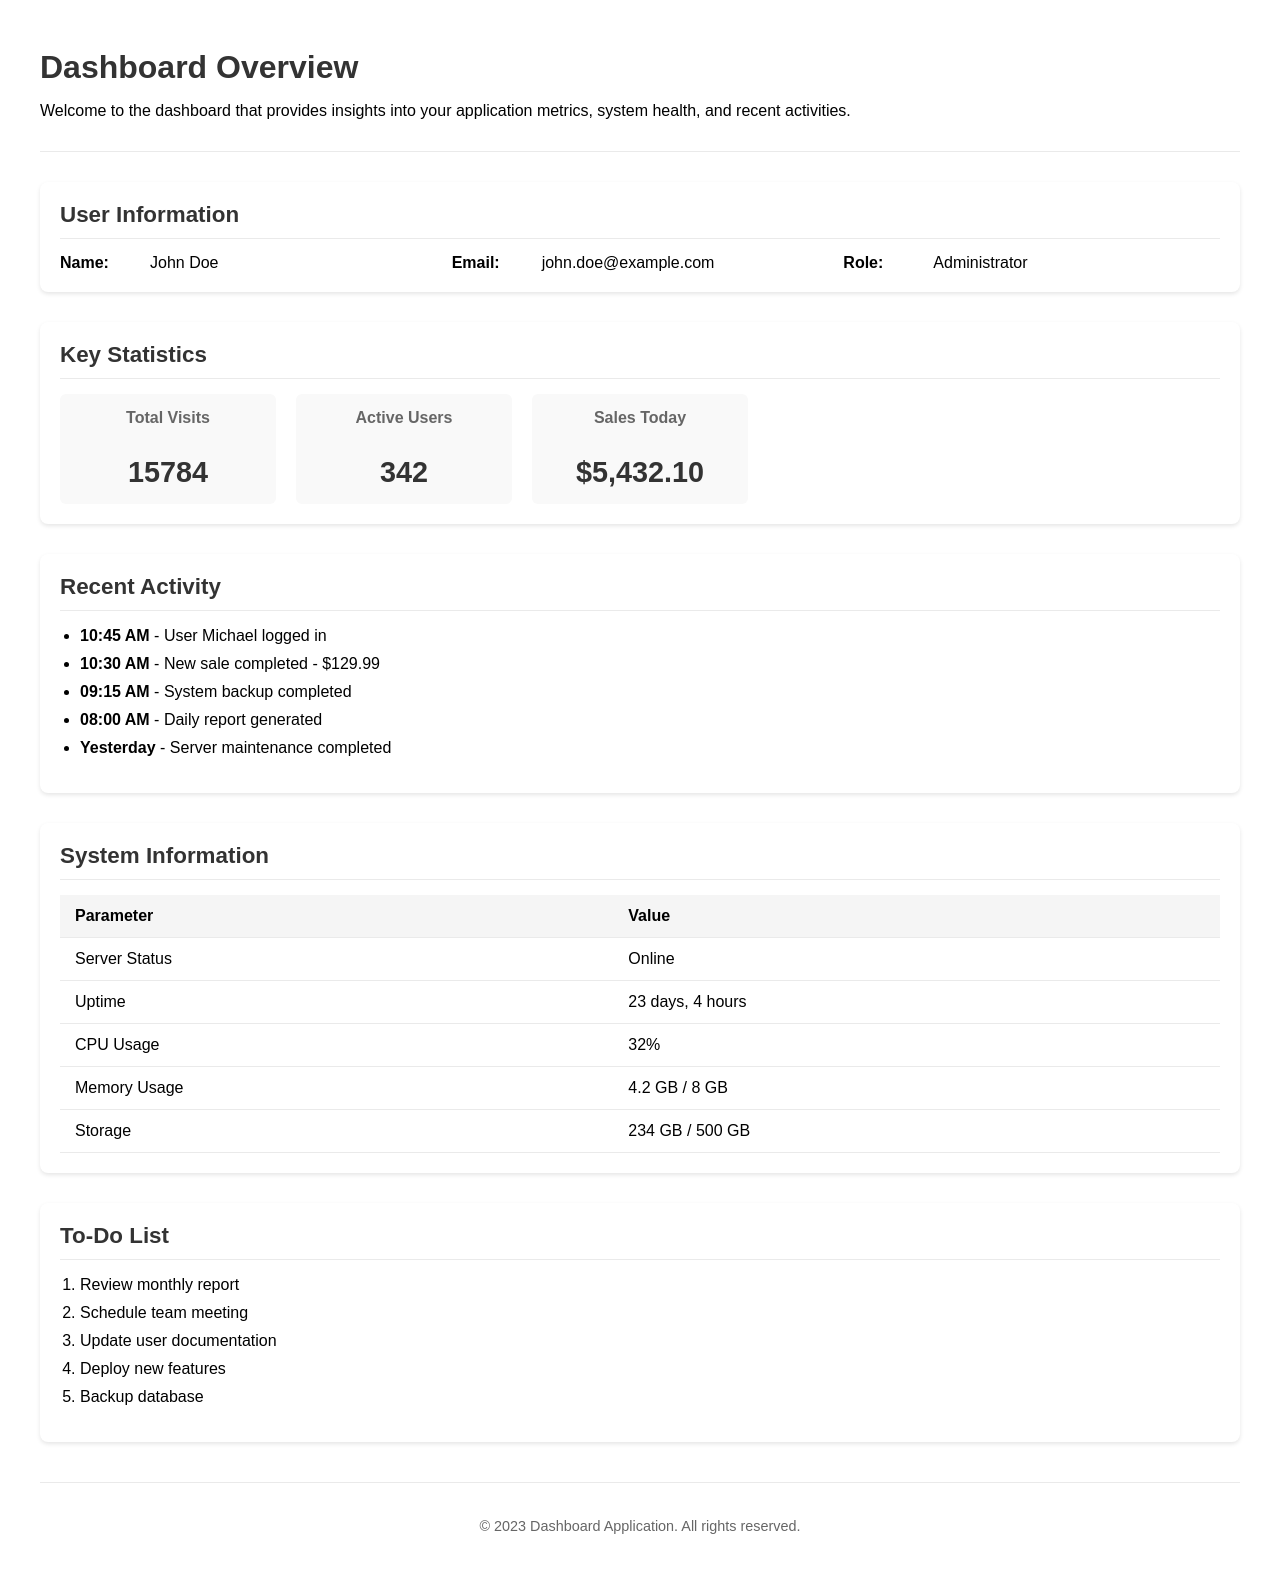 Dashboard Overview
Welcome to the dashboard that provides insights into your application metrics, system health, and recent activities.
User Information
Name: John Doe Email: john.doe@example.com Role: Administrator
Key Statistics
Total Visits Active Users Sales Today
15784 342 $5,432.10
Recent Activity
• 10:45 AM - User Michael logged in
• 10:30 AM - New sale completed - $129.99
• 09:15 AM - System backup completed
• 08:00 AM - Daily report generated
• Yesterday - Server maintenance completed
System Information
Parameter Value
Server Status Online
Uptime 23 days, 4 hours
CPU Usage 32%
Memory Usage 4.2 GB / 8 GB
Storage 234 GB / 500 GB
To-Do List
1. Review monthly report
2. Schedule team meeting
3. Update user documentation
4. Deploy new features
5. Backup database
© 2023 Dashboard Application. All rights reserved.